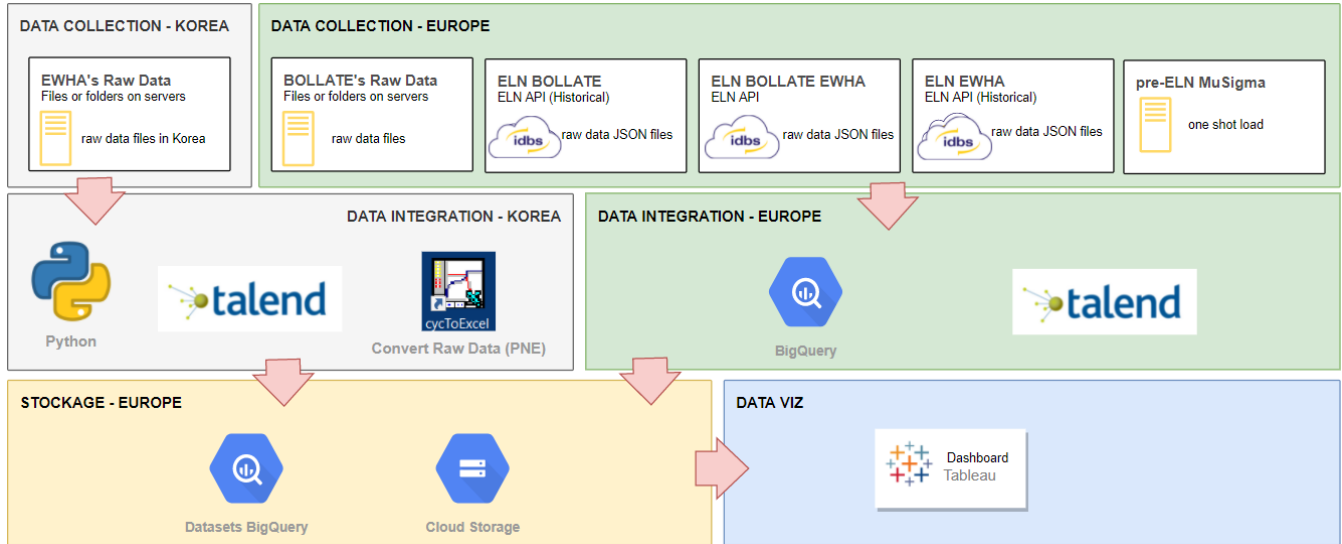 DATA COLLECTION - KOREA
EWHA's Raw Data
Files or folders on servers
raw data files in Korea
DATA COLLECTION - EUROPE
BOLLATE's Raw Data
Files or folders on servers
raw data files
ELN BOLLATE
ELN API (Historical)
idbs
raw data JSON files
ELN BOLLATE EWHA
ELN API
idbs
raw data JSON files
ELN EWHA
ELN API (Historical)
idbs
raw data JSON files
pre-ELN MuSigma
one shot load
DATA INTEGRATION - KOREA
Python
talend
cycToExcel
Convert Raw Data (PNE)
DATA INTEGRATION - EUROPE
BigQuery
talend
STOCKAGE - EUROPE
Datasets BigQuery
Cloud Storage
DATA VIZ
Dashboard
Tableau